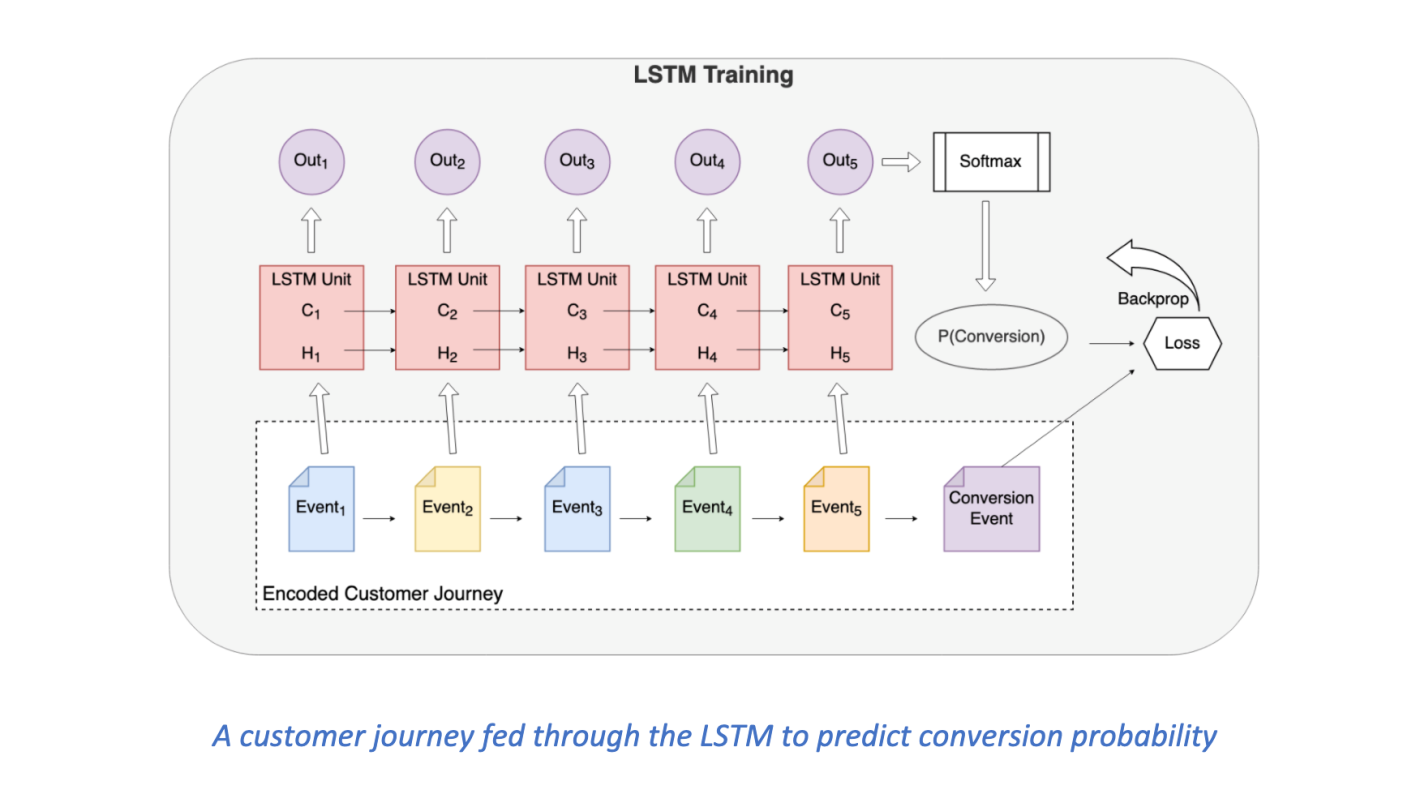 LSTM Training
Out₁ Out₂ Out₃ Out₄ Out₅ Softmax
LSTM Unit LSTM Unit LSTM Unit LSTM Unit LSTM Unit
C₁ C₂ C₃ C₄ C₅
H₁ H₂ H₃ H₄ H₅
P(Conversion)
Backprop
Loss
Event₁ Event₂ Event₃ Event₄ Event₅
Conversion
Event
Encoded Customer Journey
A customer journey fed through the LSTM to predict conversion probability